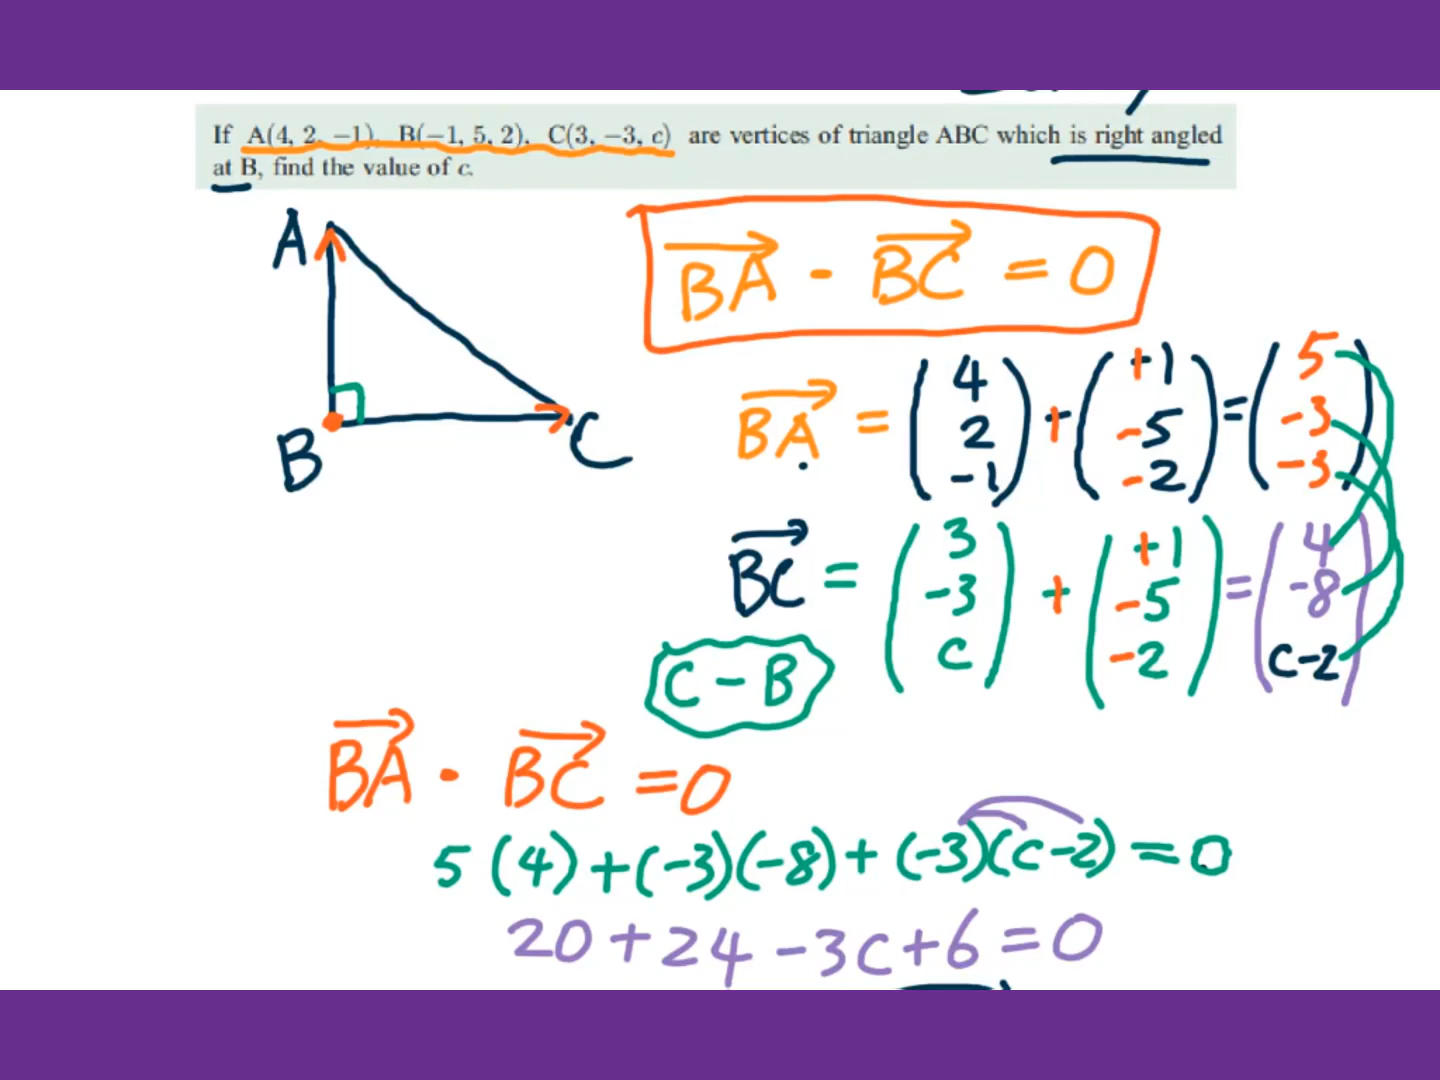 If A(4, 2, −1), B(−1, 5, 2), C(3, −3, c) are vertices of triangle ABC which is right angled
at B, find the value of c.
A
B
C
BA · BC = 0
BA = (4 2 -1) + (+1 -5 -2) = (5 -3 -3)
BC = (3 -3 c) + (+1 -5 -2) = (4 -8 c-2)
C - B
BA · BC = 0
5 (4) + (-3)(-8) + (-3)(c-2) = 0
20 + 24 - 3c + 6 = 0